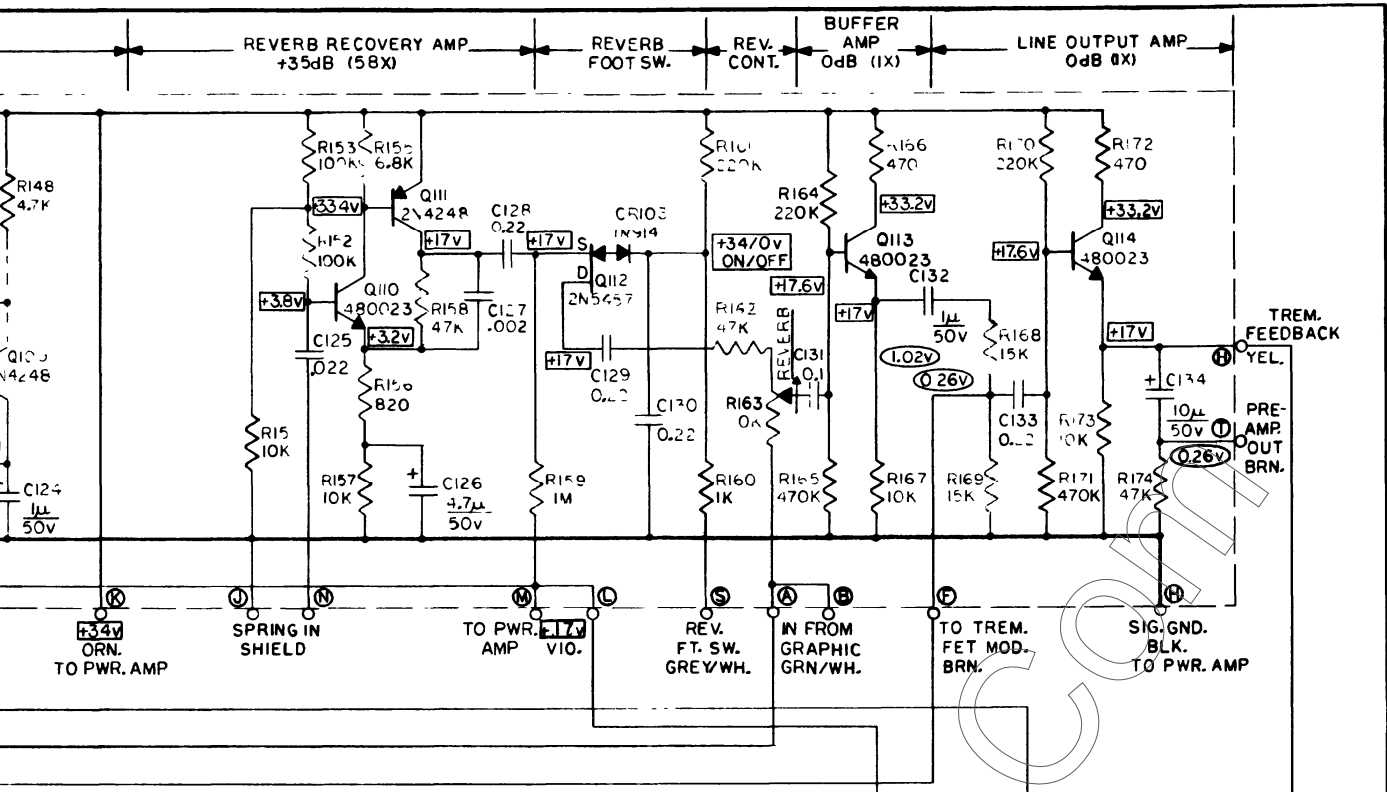 REVERB RECOVERY AMP
+35dB (58X)
REVERB
FOOT SW.
REV.
CONT.
BUFFER
AMP
0dB (1X)
LINE OUTPUT AMP
0dB (1X)
R148
4.7K
R153
100K
6.8K
+33.4V
Q111
2N4248
+17V
100K
+3.8V
Q110
480023
+3.2V
R158
47K
C127
.002
C125
.022
R156
820
R157
10K
C126
4.7µ
50V
10K
C124
1µ
50V
C128
0.22
+17V
S
D
CR103
1N914
Q112
2N5457
+17V
C129
C130
0.22
R159
1M
220K
+34/0V
ON/OFF
R162
47K
REVERB
R163
C131
0.1
R160
1K
R164
220K
+17.6V
R165
470K
470
+33.2V
Q113
480023
+17V
C132
1µ
50V
1.02V
0.26V
R168
15K
R167
10K
R169
15K
C133
R170
220K
+17.6V
R171
470K
R172
470
+33.2V
Q114
480023
+17V
R173
10K
C134
10µ
50V
0.26V
R174
47K
TREM.
FEEDBACK
H
YEL.
T
PRE-
AMP.
OUT
BRN.
K
+34V
ORN.
TO PWR. AMP
J
N
SPRING IN
SHIELD
M
TO PWR.
AMP
+17V
VIO.
L
S
REV.
FT. SW.
GREY/WH.
A
B
IN FROM
GRAPHIC
GRN/WH.
F
TO TREM.
FET MOD.
BRN.
H
SIG. GND.
BLK.
TO PWR. AMP
com